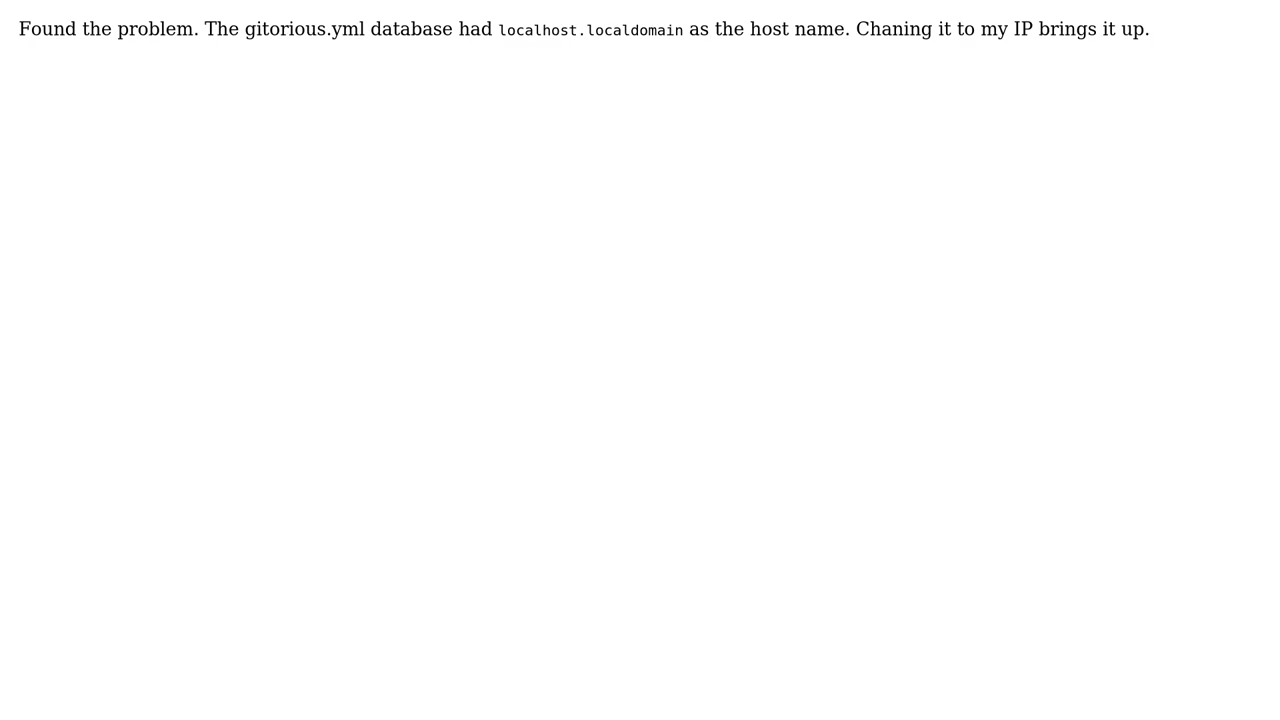 Found the problem. The gitorious.yml database had localhost.localdomain as the host name. Chaning it to my IP brings it up.